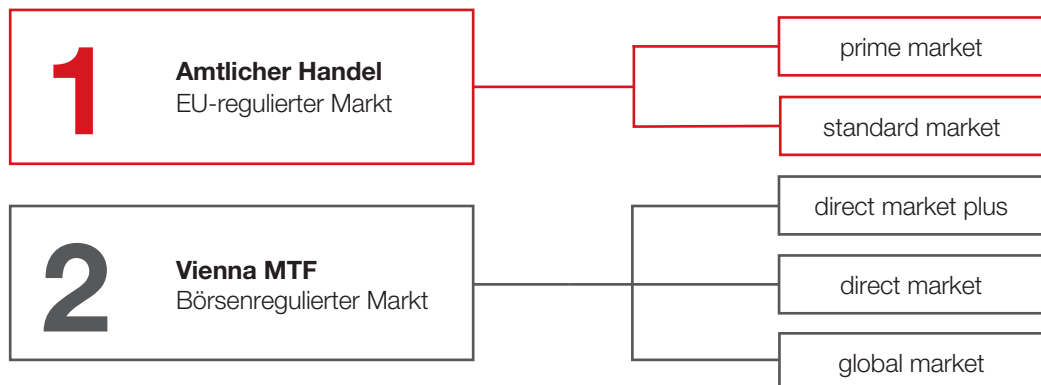 1
Amtlicher Handel
EU-regulierter Markt
prime market
standard market
2
Vienna MTF
Börsenregulierter Markt
direct market plus
direct market
global market